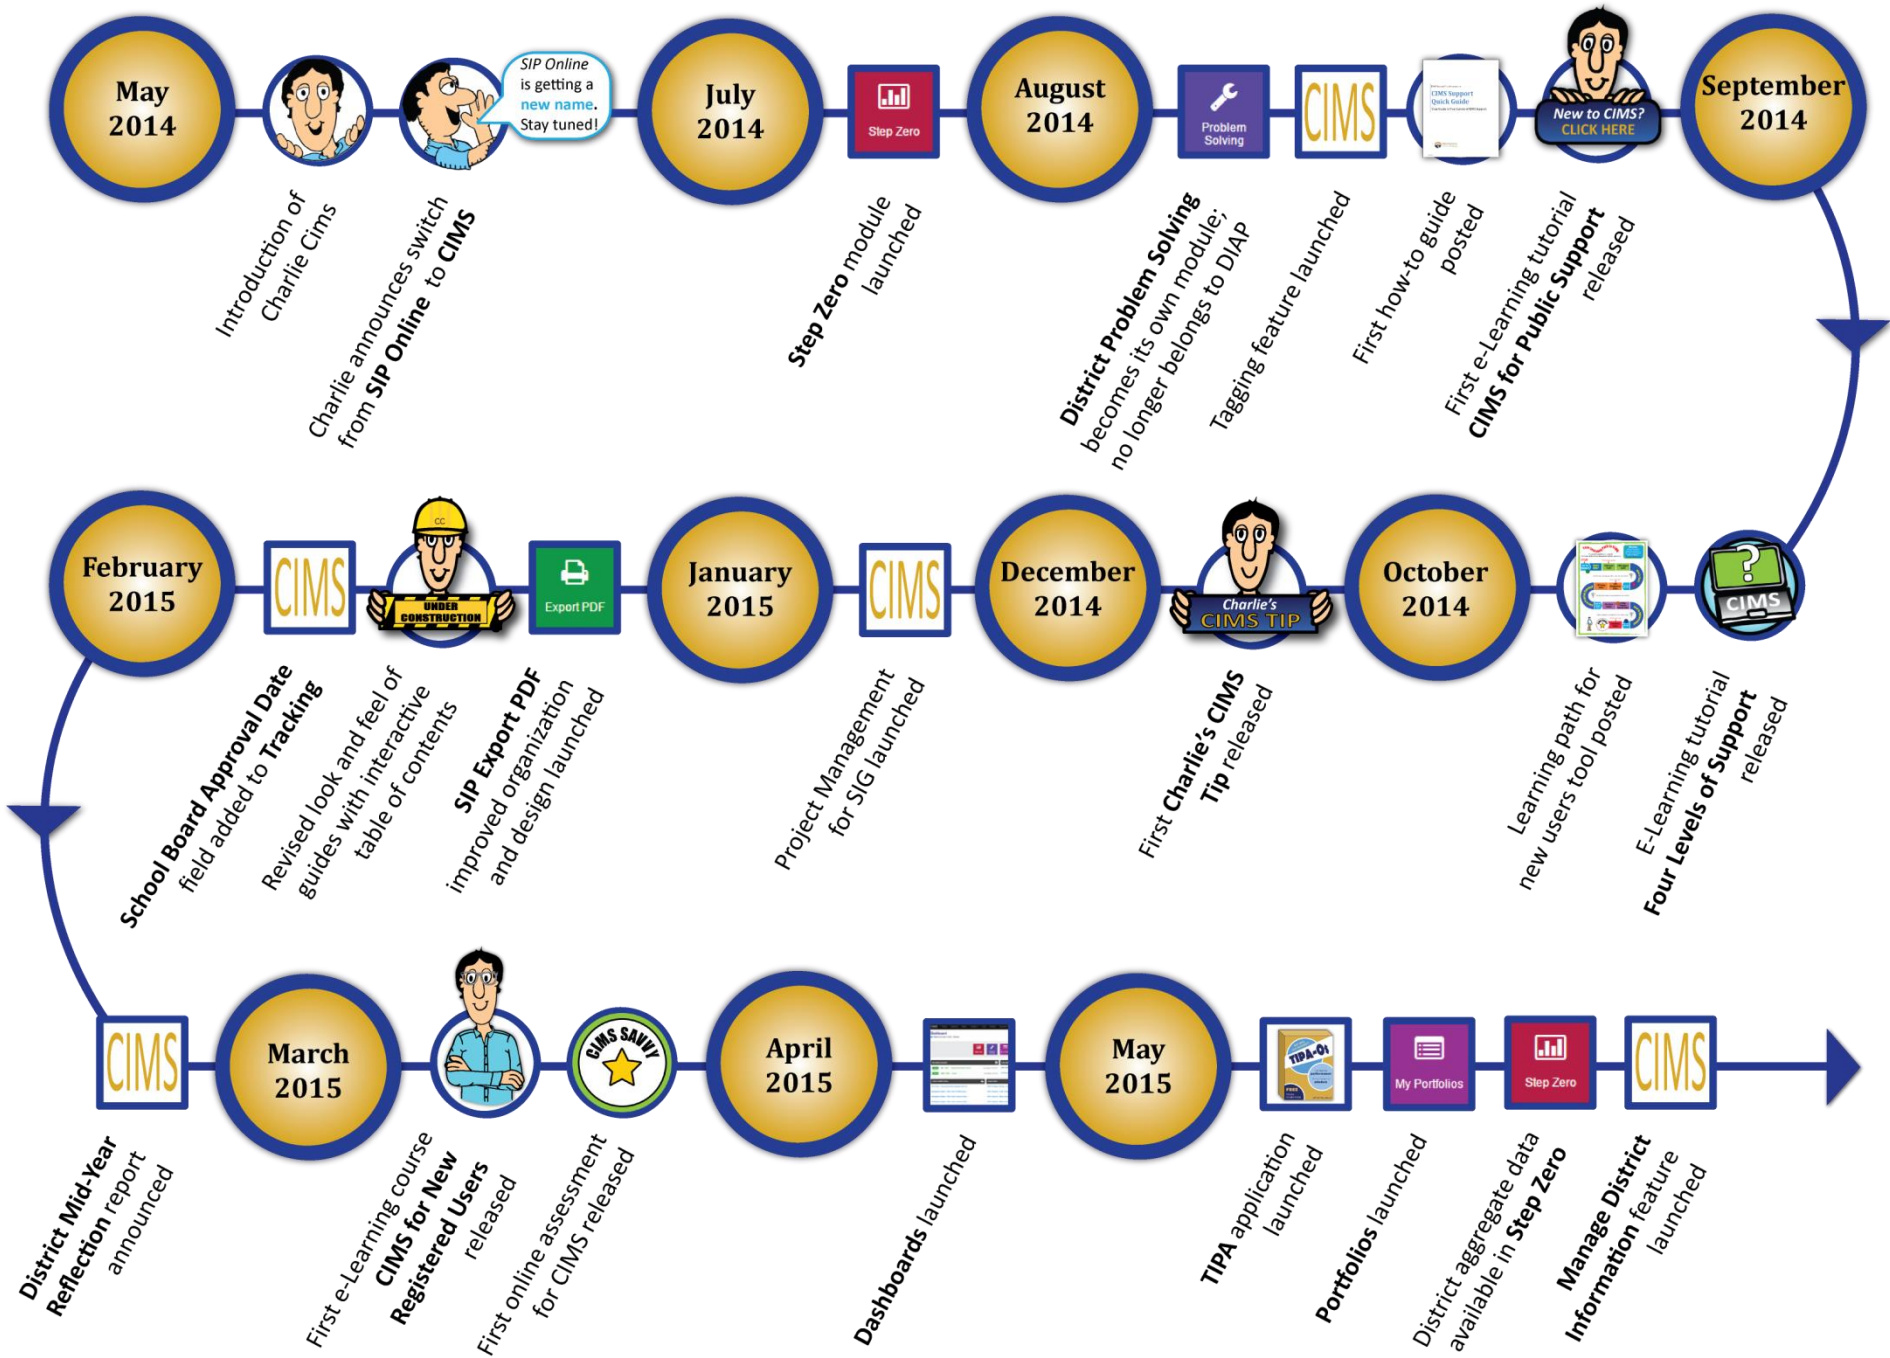 May
2014
SIP Online
is getting a
new name.
Stay tuned!
July
2014
Step Zero
August
2014
Problem
Solving
CIMS
CIMS Support
Quick Guide
New to CIMS?
CLICK HERE
September
2014
Introduction of
Charlie Cims
Charlie announces switch
from SIP Online to CIMS
Step Zero module
launched
District Problem Solving
becomes its own module;
no longer belongs to DIAP
Tagging feature launched
First how-to guide
posted
First e-Learning tutorial
CIMS for Public Support
released
February
2015
CIMS
CC
UNDER
CONSTRUCTION
Export PDF
January
2015
CIMS
December
2014
Charlie's
CIMS TIP
October
2014
?
CIMS
School Board Approval Date
field added to Tracking
Revised look and feel of
guides with interactive
table of contents
SIP Export PDF
improved organization
and design launched
Project Management
for SIG launched
First Charlie's CIMS
Tip released
Learning path for
new users tool posted
E-Learning tutorial
Four Levels of Support
released
CIMS
March
2015
CIMS SAVVY
April
2015
May
2015
TIPA-Os
FREE
My Portfolios
Step Zero
CIMS
District Mid-Year
Reflection report
announced
First e-Learning course
CIMS for New
Registered Users
released
First online assessment
for CIMS released
Dashboards launched
TIPA application
launched
Portfolios launched
District aggregate data
available in Step Zero
Manage District
Information feature
launched